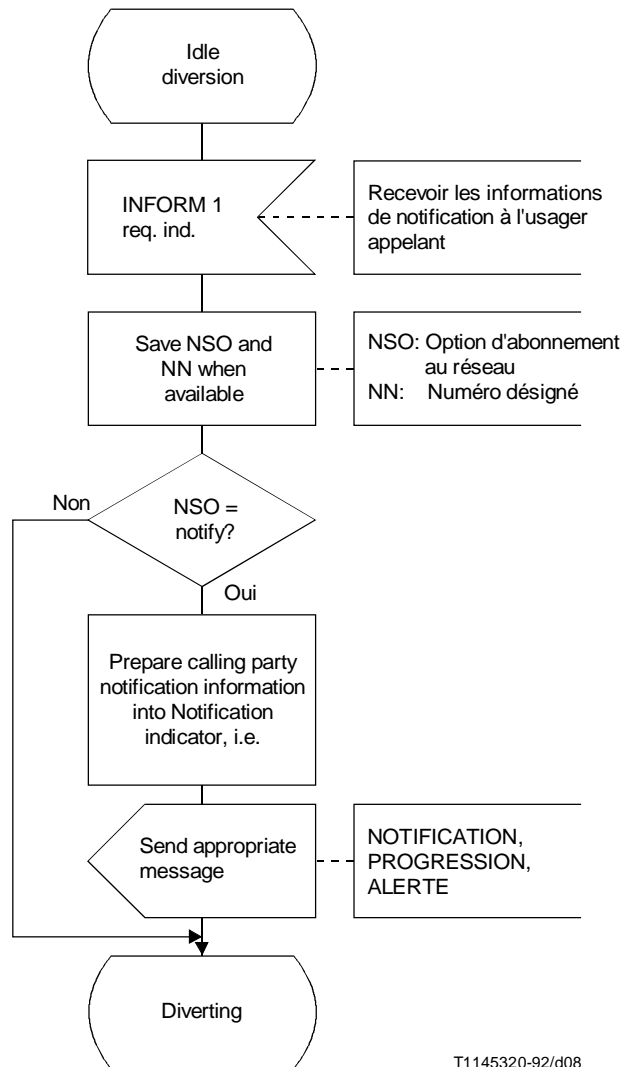 Idle
diversion
INFORM 1
req. ind.
Recevoir les informations
de notification à l'usager
appelant
Save NSO and
NN when
available
NSO: Option d'abonnement
au réseau
NN: Numéro désigné
Non
NSO =
notify?
Oui
Prepare calling party
notification information
into Notification
indicator, i.e.
Send appropriate
message
NOTIFICATION,
PROGRESSION,
ALERTE
Diverting
T1145320-92/d08